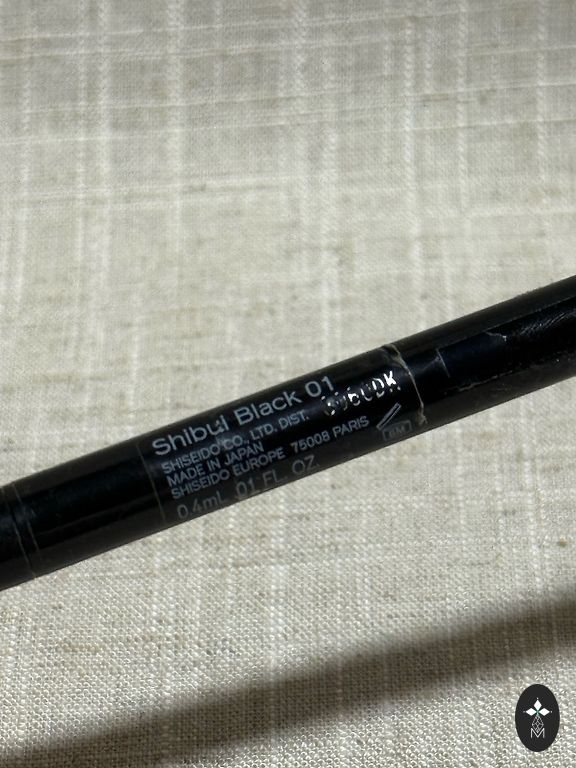 Shibui Black 01
SHISEIDO CO., LTD. DIST.
MADE IN JAPAN
SHISEIDO EUROPE 75008 PARIS
0.4mL .01 FL. OZ.
6M
M